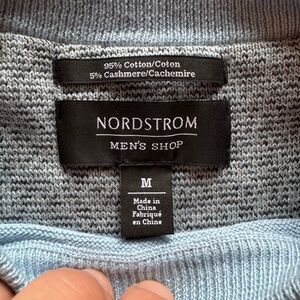 95% Cotton/Coton
5% Cashmere/Cachemire
NORDSTROM
MEN'S SHOP
M
Made in
China
Fabriqué
en Chine